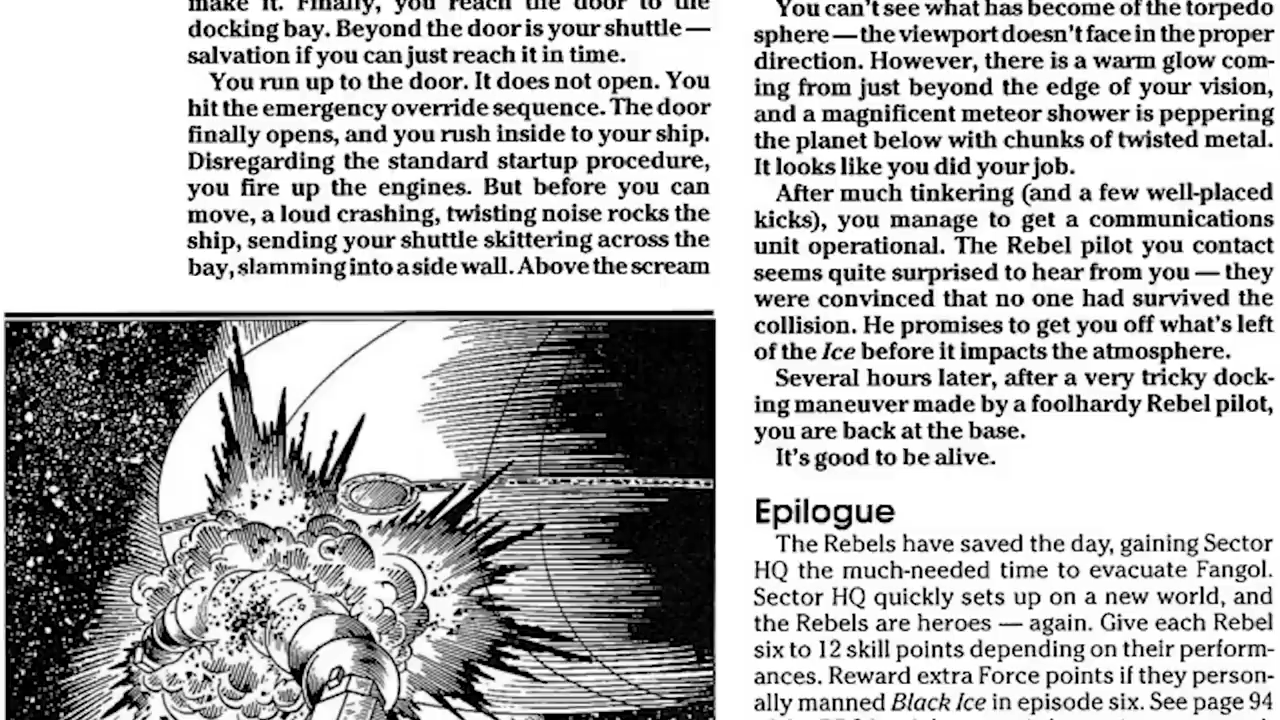 make it. Finally, you reach the door to the
docking bay. Beyond the door is your shuttle —
salvation if you can just reach it in time.
You run up to the door. It does not open. You
hit the emergency override sequence. The door
finally opens, and you rush inside to your ship.
Disregarding the standard startup procedure,
you fire up the engines. But before you can
move, a loud crashing, twisting noise rocks the
ship, sending your shuttle skittering across the
bay, slamming into a side wall. Above the scream
You can't see what has become of the torpedo
sphere — the viewport doesn't face in the proper
direction. However, there is a warm glow com-
ing from just beyond the edge of your vision,
and a magnificent meteor shower is peppering
the planet below with chunks of twisted metal.
It looks like you did your job.
After much tinkering (and a few well-placed
kicks), you manage to get a communications
unit operational. The Rebel pilot you contact
seems quite surprised to hear from you — they
were convinced that no one had survived the
collision. He promises to get you off what's left
of the Ice before it impacts the atmosphere.
Several hours later, after a very tricky dock-
ing maneuver made by a foolhardy Rebel pilot,
you are back at the base.
It's good to be alive.
Epilogue
The Rebels have saved the day, gaining Sector
HQ the much-needed time to evacuate Fangol.
Sector HQ quickly sets up on a new world, and
the Rebels are heroes — again. Give each Rebel
six to 12 skill points depending on their perform-
ances. Reward extra Force points if they person-
ally manned Black Ice in episode six. See page 94